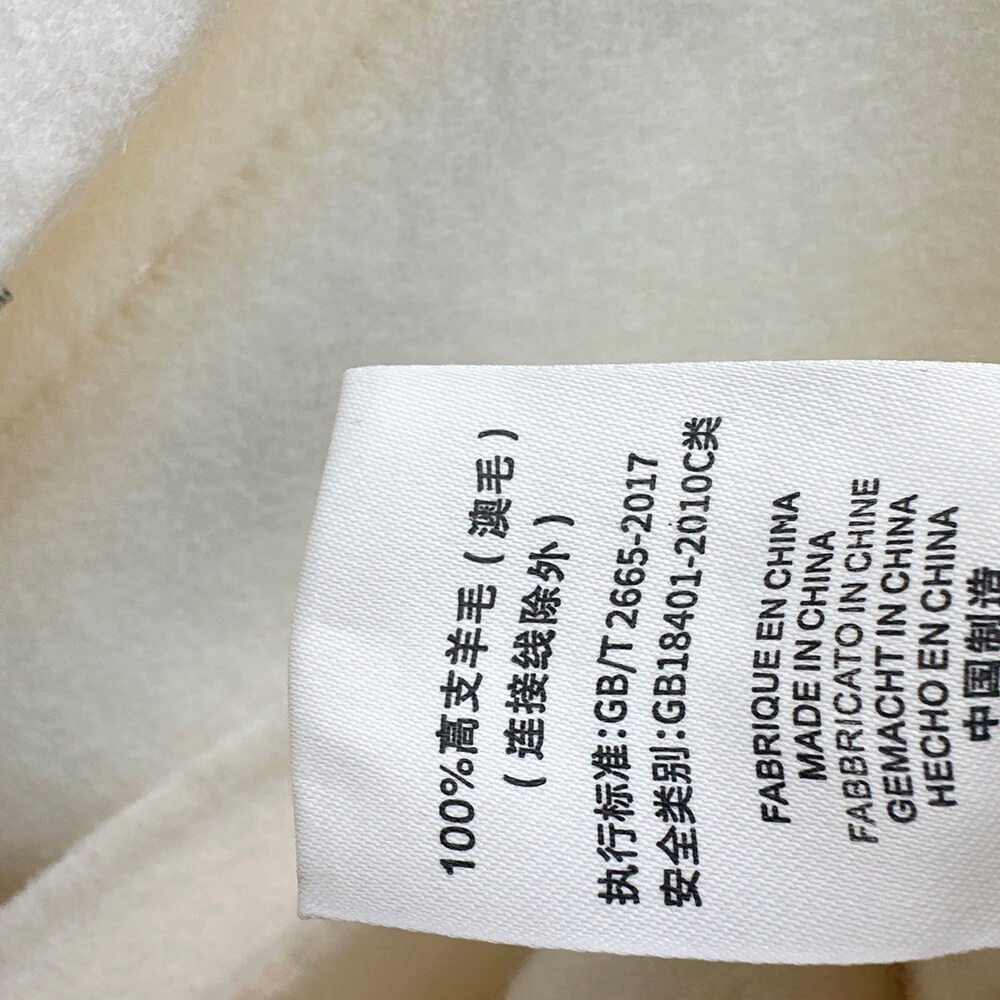 100%高支羊毛(澳毛)
(连接线除外)
执行标准:GB/T 2665-2017
安全类别:GB18401-2010C类
FABRIQUE EN CHIMA
MADE IN CHINA
FABBRICATO IN CHINE
GEMACHT IN CHINA
HECHO EN CHINA
中国制造